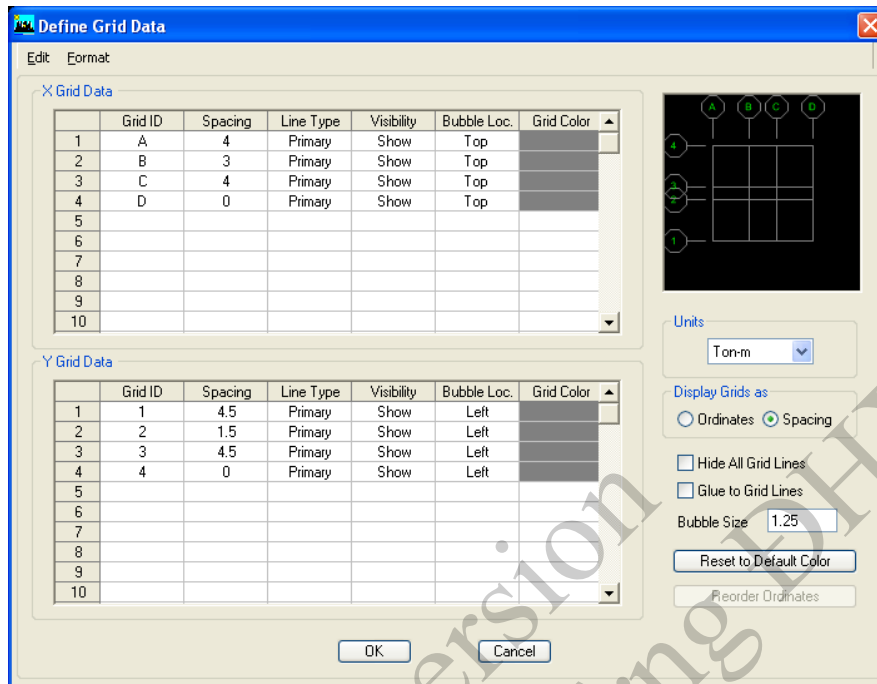 Define Grid Data
Edit Format
X Grid Data
Grid ID Spacing Line Type Visibility Bubble Loc. Grid Color
1 A 4 Primary Show Top
2 B 3 Primary Show Top
3 C 4 Primary Show Top
4 D 0 Primary Show Top
5
6
7
8
9
10
Y Grid Data
Grid ID Spacing Line Type Visibility Bubble Loc. Grid Color
1 1 4.5 Primary Show Left
2 2 1.5 Primary Show Left
3 3 4.5 Primary Show Left
4 4 0 Primary Show Left
5
6
7
8
9
10
A B C D
4
3
2
1
Units
Ton-m
Display Grids as
Ordinates Spacing
Hide All Grid Lines
Glue to Grid Lines
Bubble Size 1.25
Reset to Default Color
Reorder Ordinates
OK Cancel